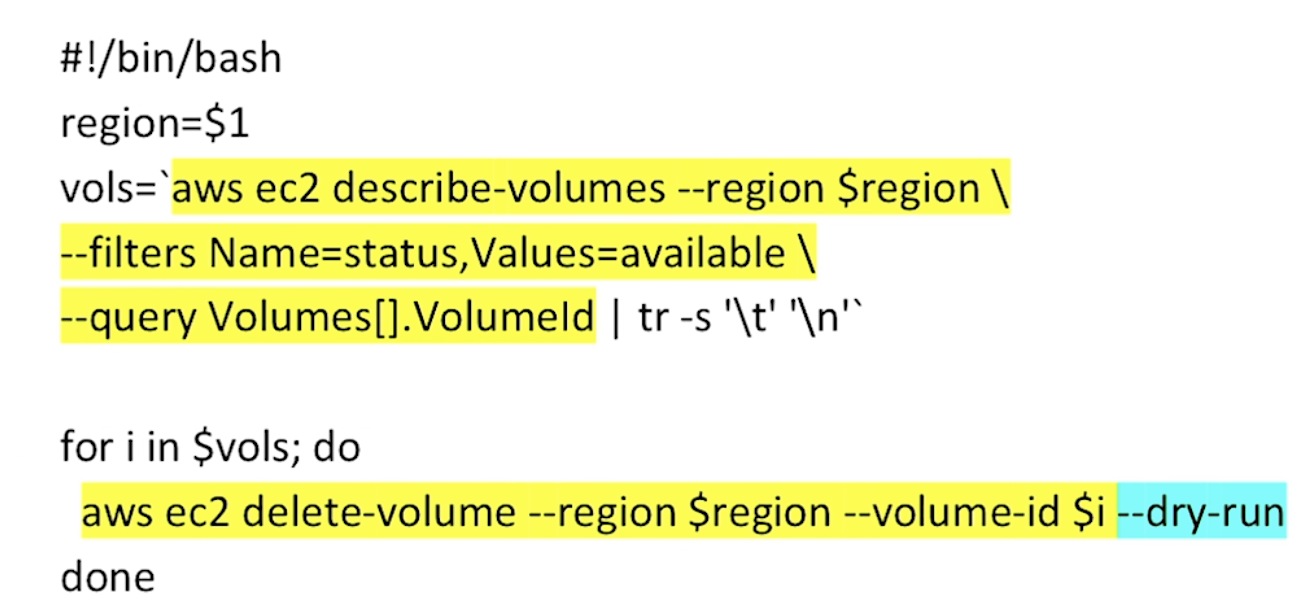 #!/bin/bash
region=$1
vols=`aws ec2 describe-volumes --region $region \
--filters Name=status,Values=available \
--query Volumes[].VolumeId | tr -s '\t' '\n'`
for i in $vols; do
aws ec2 delete-volume --region $region --volume-id $i --dry-run
done